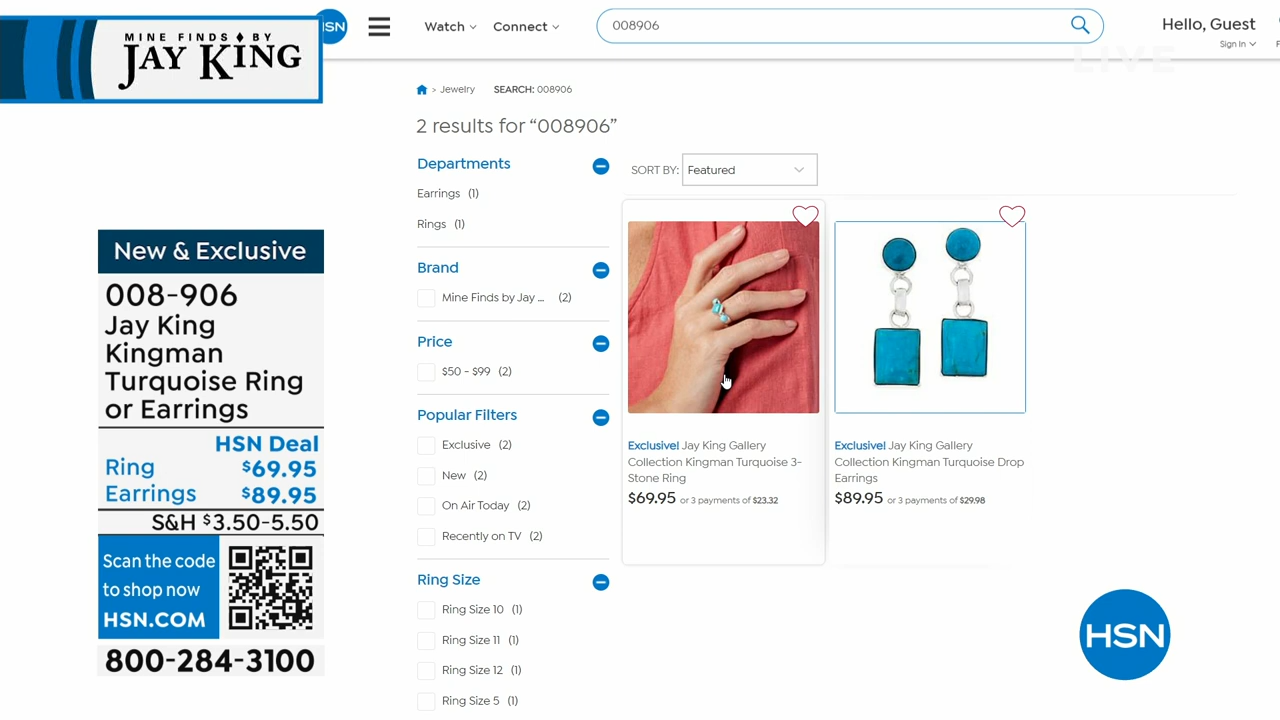 MINE FINDS BY
JAY KING
HSN
Watch
Connect
008906
Hello, Guest
Sign In
LIVE
> Jewelry SEARCH: 008906
2 results for “008906”
Departments
Earrings (1)
Rings (1)
Brand
Mine Finds by Jay ... (2)
Price
$50 - $99 (2)
Popular Filters
Exclusive (2)
New (2)
On Air Today (2)
Recently on TV (2)
Ring Size
Ring Size 10 (1)
Ring Size 11 (1)
Ring Size 12 (1)
Ring Size 5 (1)
SORT BY: Featured
Exclusive! Jay King Gallery
Collection Kingman Turquoise 3-
Stone Ring
$69.95 or 3 payments of $23.32
Exclusive! Jay King Gallery
Collection Kingman Turquoise Drop
Earrings
$89.95 or 3 payments of $29.98
New & Exclusive
008-906
Jay King
Kingman
Turquoise Ring
or Earrings
HSN Deal
Ring $69.95
Earrings $89.95
S&H $3.50-5.50
Scan the code
to shop now
HSN.COM
800-284-3100
HSN